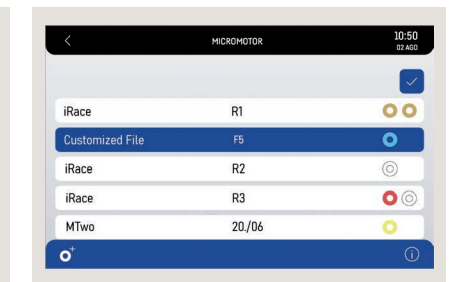 MICROMOTOR
10:50
02 AGO
iRace R1
Customized File F5
iRace R2
iRace R3
MTwo 20./06